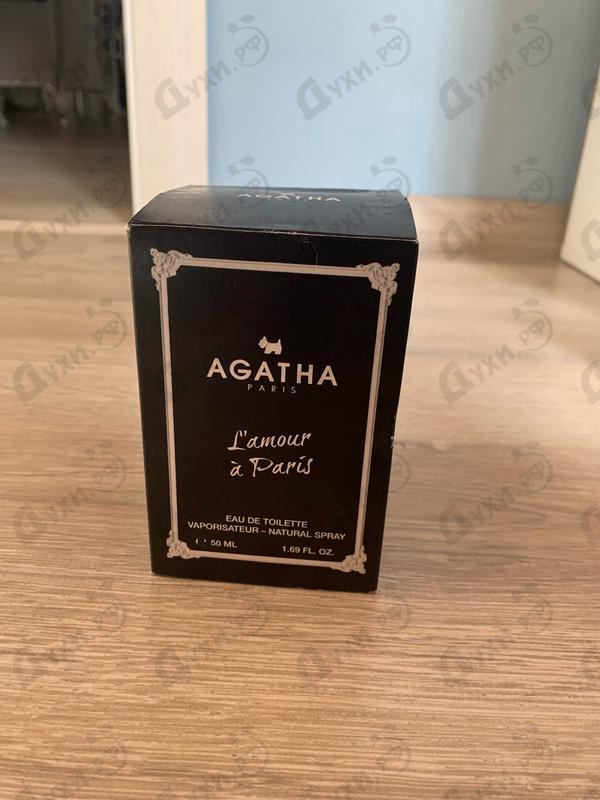 AGATHA
AGATHA
PARIS
L'amour
à Paris
EAU DE TOILETTE
VAPORISATEUR – NATURAL SPRAY
℮ 50 ML 1.69 FL. OZ.
Духи.рф